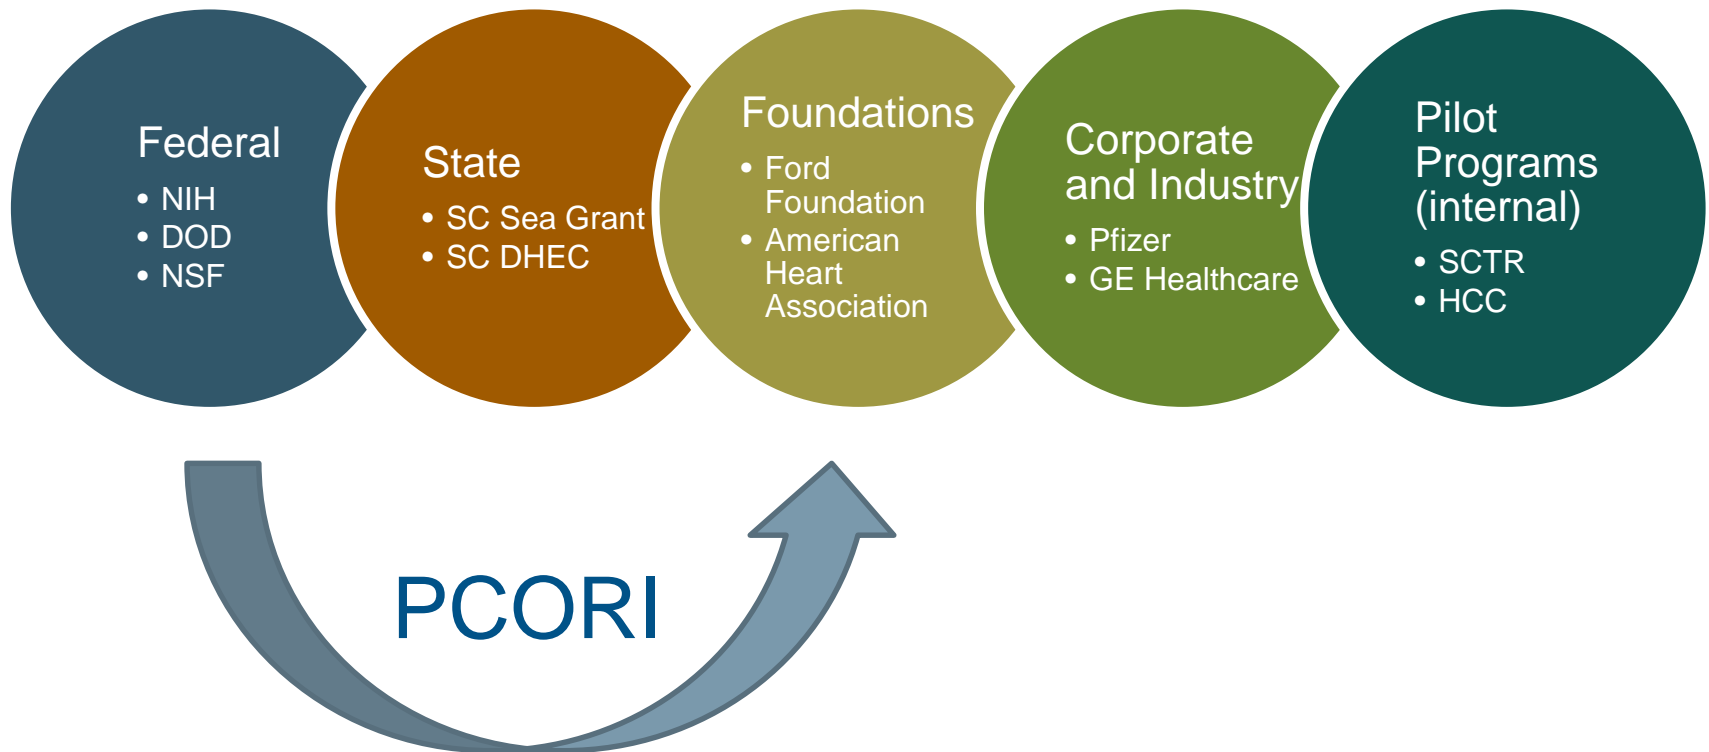 Federal
• NIH
• DOD
• NSF
State
• SC Sea Grant
• SC DHEC
Foundations
• Ford
Foundation
• American
Heart
Association
Corporate
and Industry
• Pfizer
• GE Healthcare
Pilot
Programs
(internal)
• SCTR
• HCC
PCORI